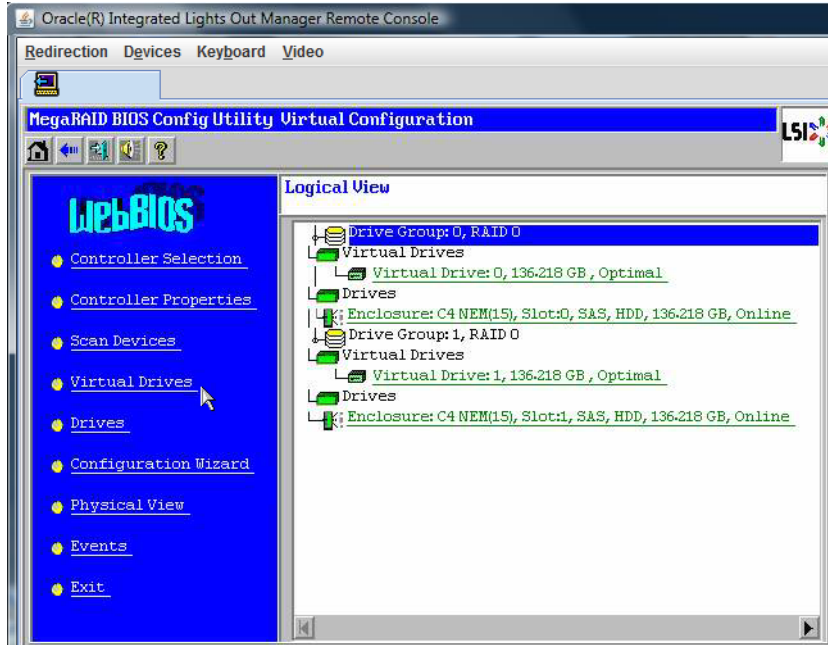 Oracle(R) Integrated Lights Out Manager Remote Console
Redirection Devices Keyboard Video
MegaRAID BIOS Config Utility Virtual Configuration
LSI
?
WebBIOS
Controller Selection
Controller Properties
Scan Devices
Virtual Drives
Drives
Configuration Wizard
Physical View
Events
Exit
Logical View
Drive Group: 0, RAID 0
Virtual Drives
Virtual Drive: 0, 136.218 GB , Optimal
Drives
Enclosure: C4 NEM(15), Slot:0, SAS, HDD, 136.218 GB, Online
Drive Group: 1, RAID 0
Virtual Drives
Virtual Drive: 1, 136.218 GB , Optimal
Drives
Enclosure: C4 NEM(15), Slot:1, SAS, HDD, 136.218 GB, Online